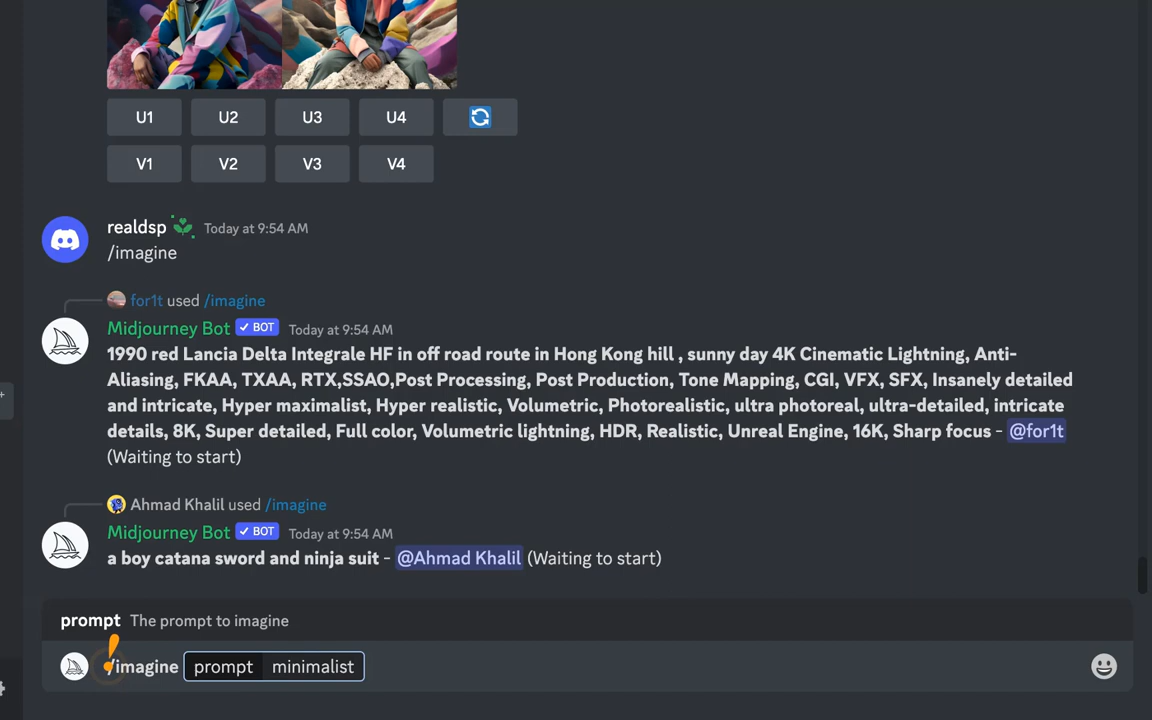 U1 U2 U3 U4
V1 V2 V3 V4
realdsp Today at 9:54 AM
/imagine
for1t used /imagine
Midjourney Bot ✓ BOT Today at 9:54 AM
1990 red Lancia Delta Integrale HF in off road route in Hong Kong hill , sunny day 4K Cinematic Lightning, Anti-
Aliasing, FKAA, TXAA, RTX,SSAO,Post Processing, Post Production, Tone Mapping, CGI, VFX, SFX, Insanely detailed
and intricate, Hyper maximalist, Hyper realistic, Volumetric, Photorealistic, ultra photoreal, ultra-detailed, intricate
details, 8K, Super detailed, Full color, Volumetric lightning, HDR, Realistic, Unreal Engine, 16K, Sharp focus - @for1t
(Waiting to start)
Ahmad Khalil used /imagine
Midjourney Bot ✓ BOT Today at 9:54 AM
a boy catana sword and ninja suit - @Ahmad Khalil (Waiting to start)
prompt The prompt to imagine
/imagine prompt minimalist